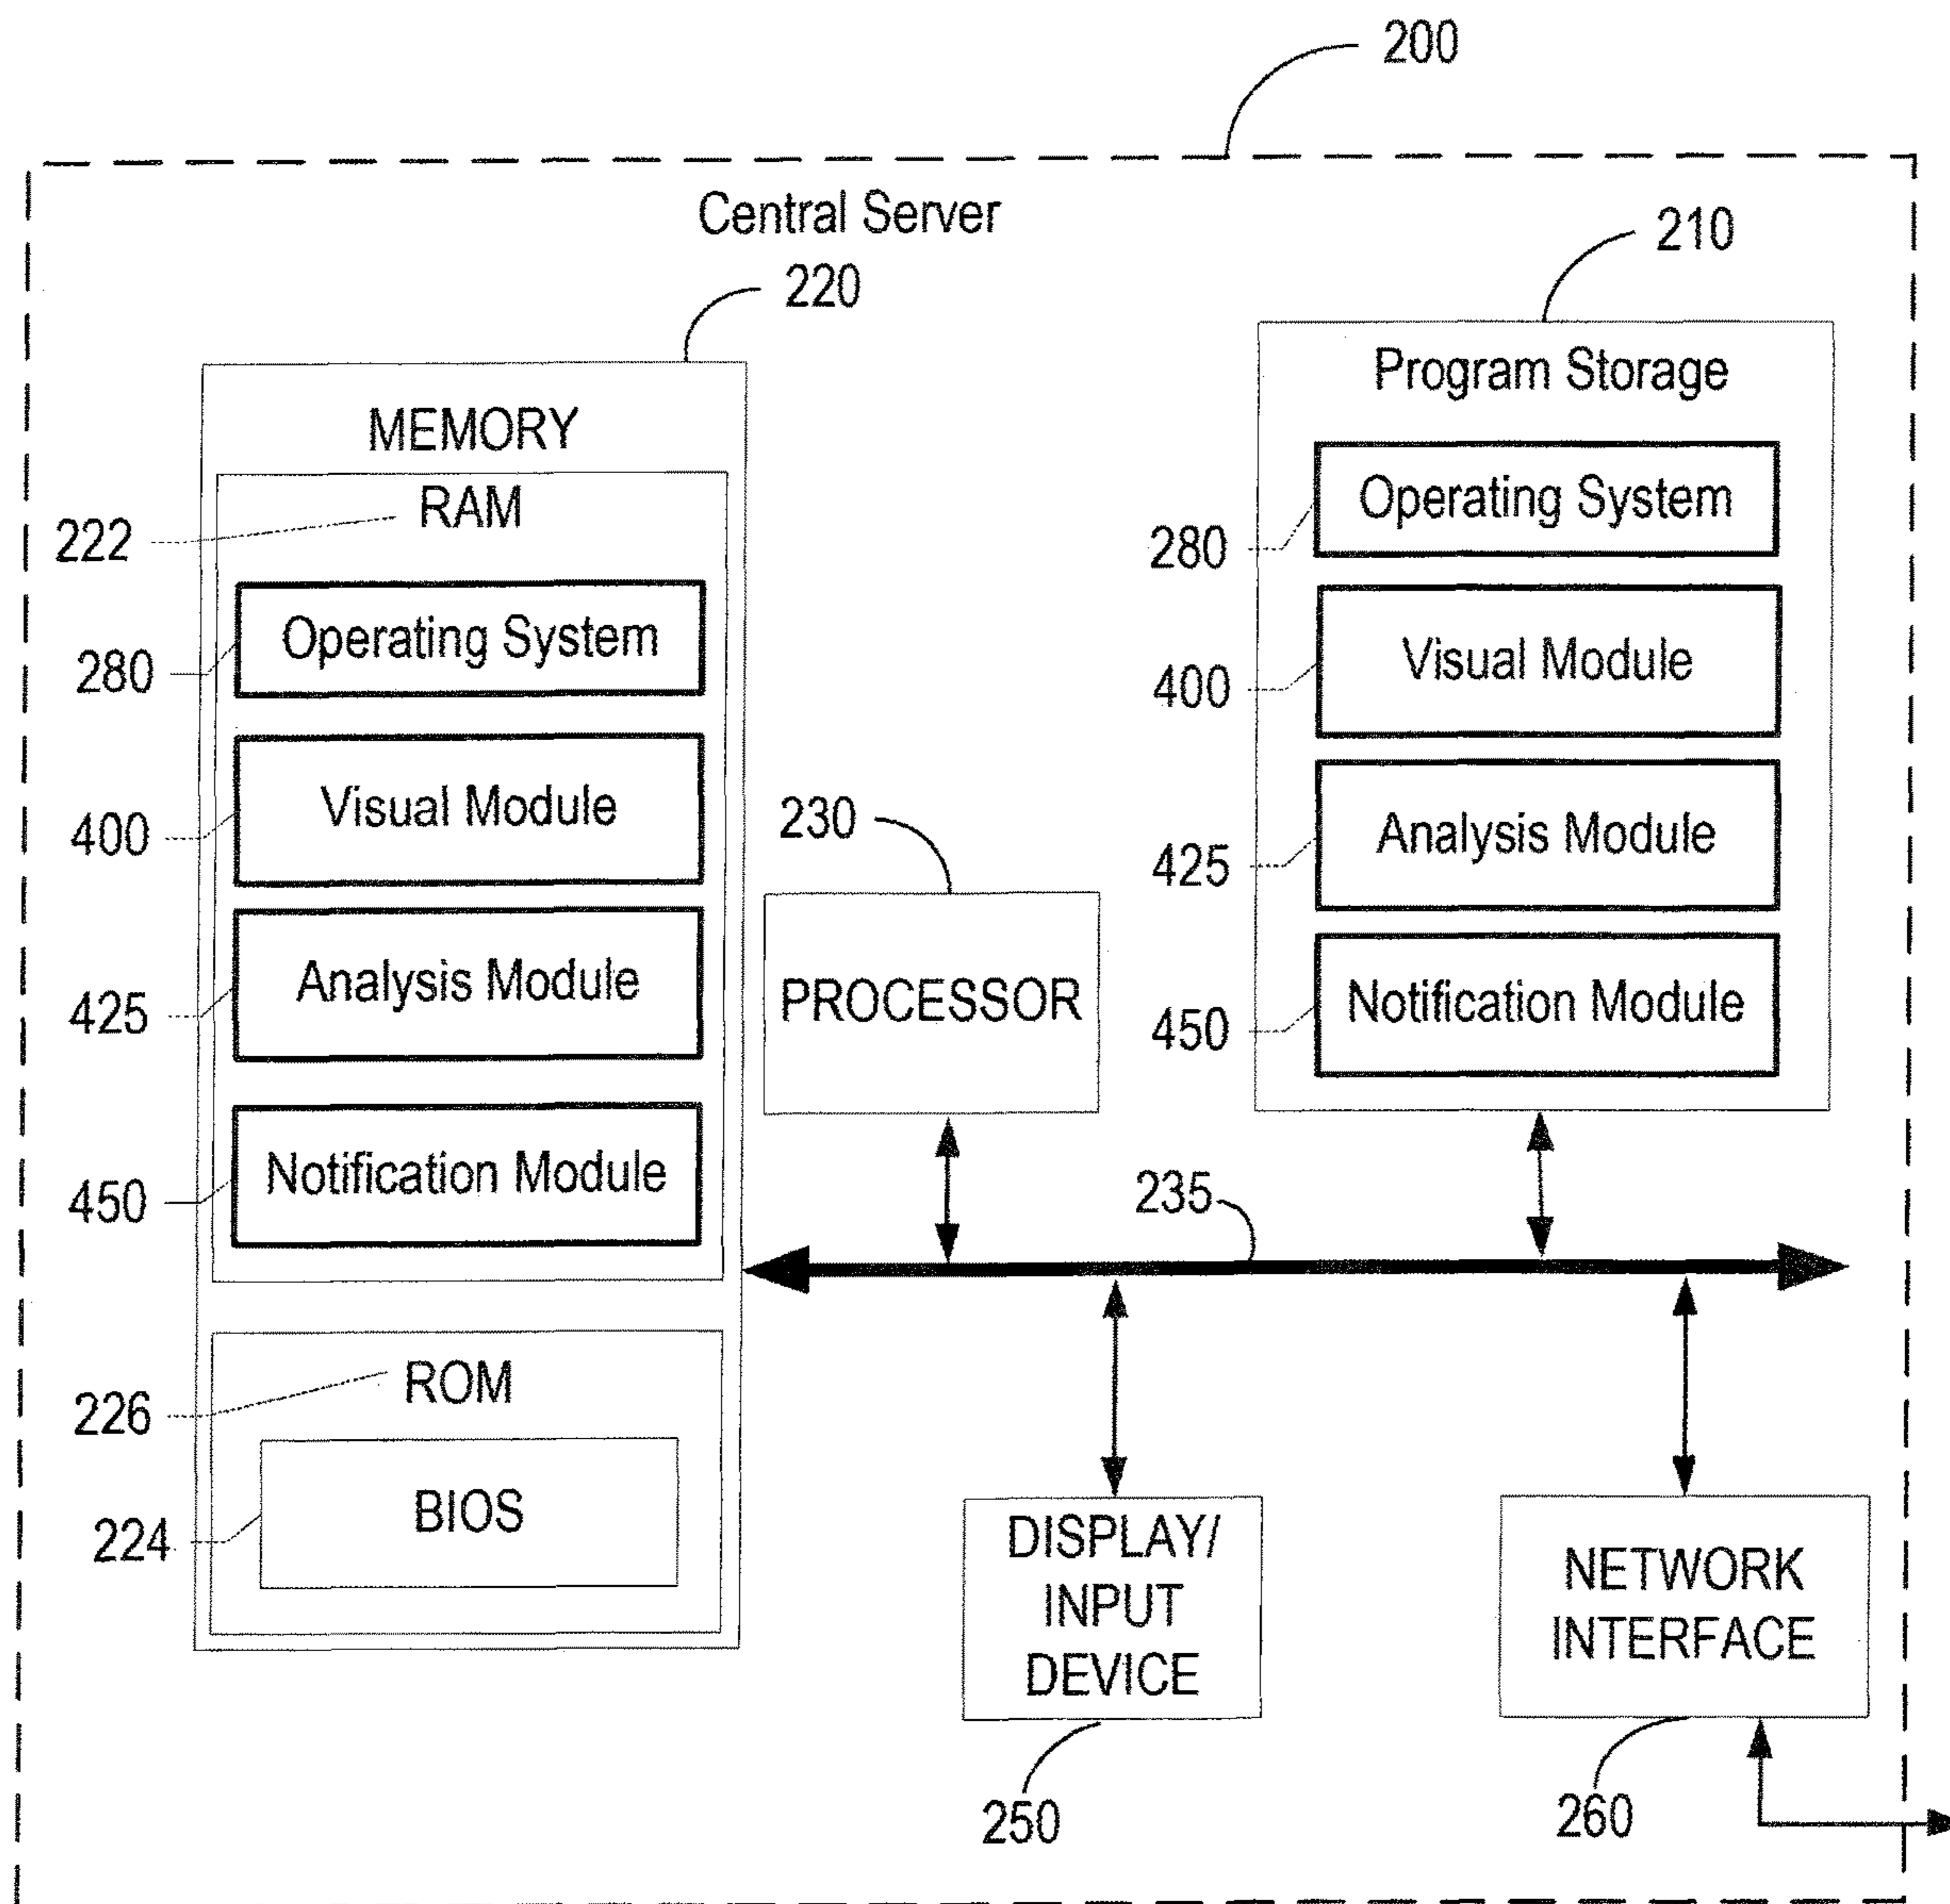 200
Central Server
220
210
MEMORY
RAM
222
Operating System
280
Visual Module
400
Analysis Module
425
Notification Module
450
ROM
226
BIOS
224
230
PROCESSOR
Program Storage
Operating System
280
Visual Module
400
Analysis Module
425
Notification Module
450
235
DISPLAY/
INPUT
DEVICE
250
NETWORK
INTERFACE
260